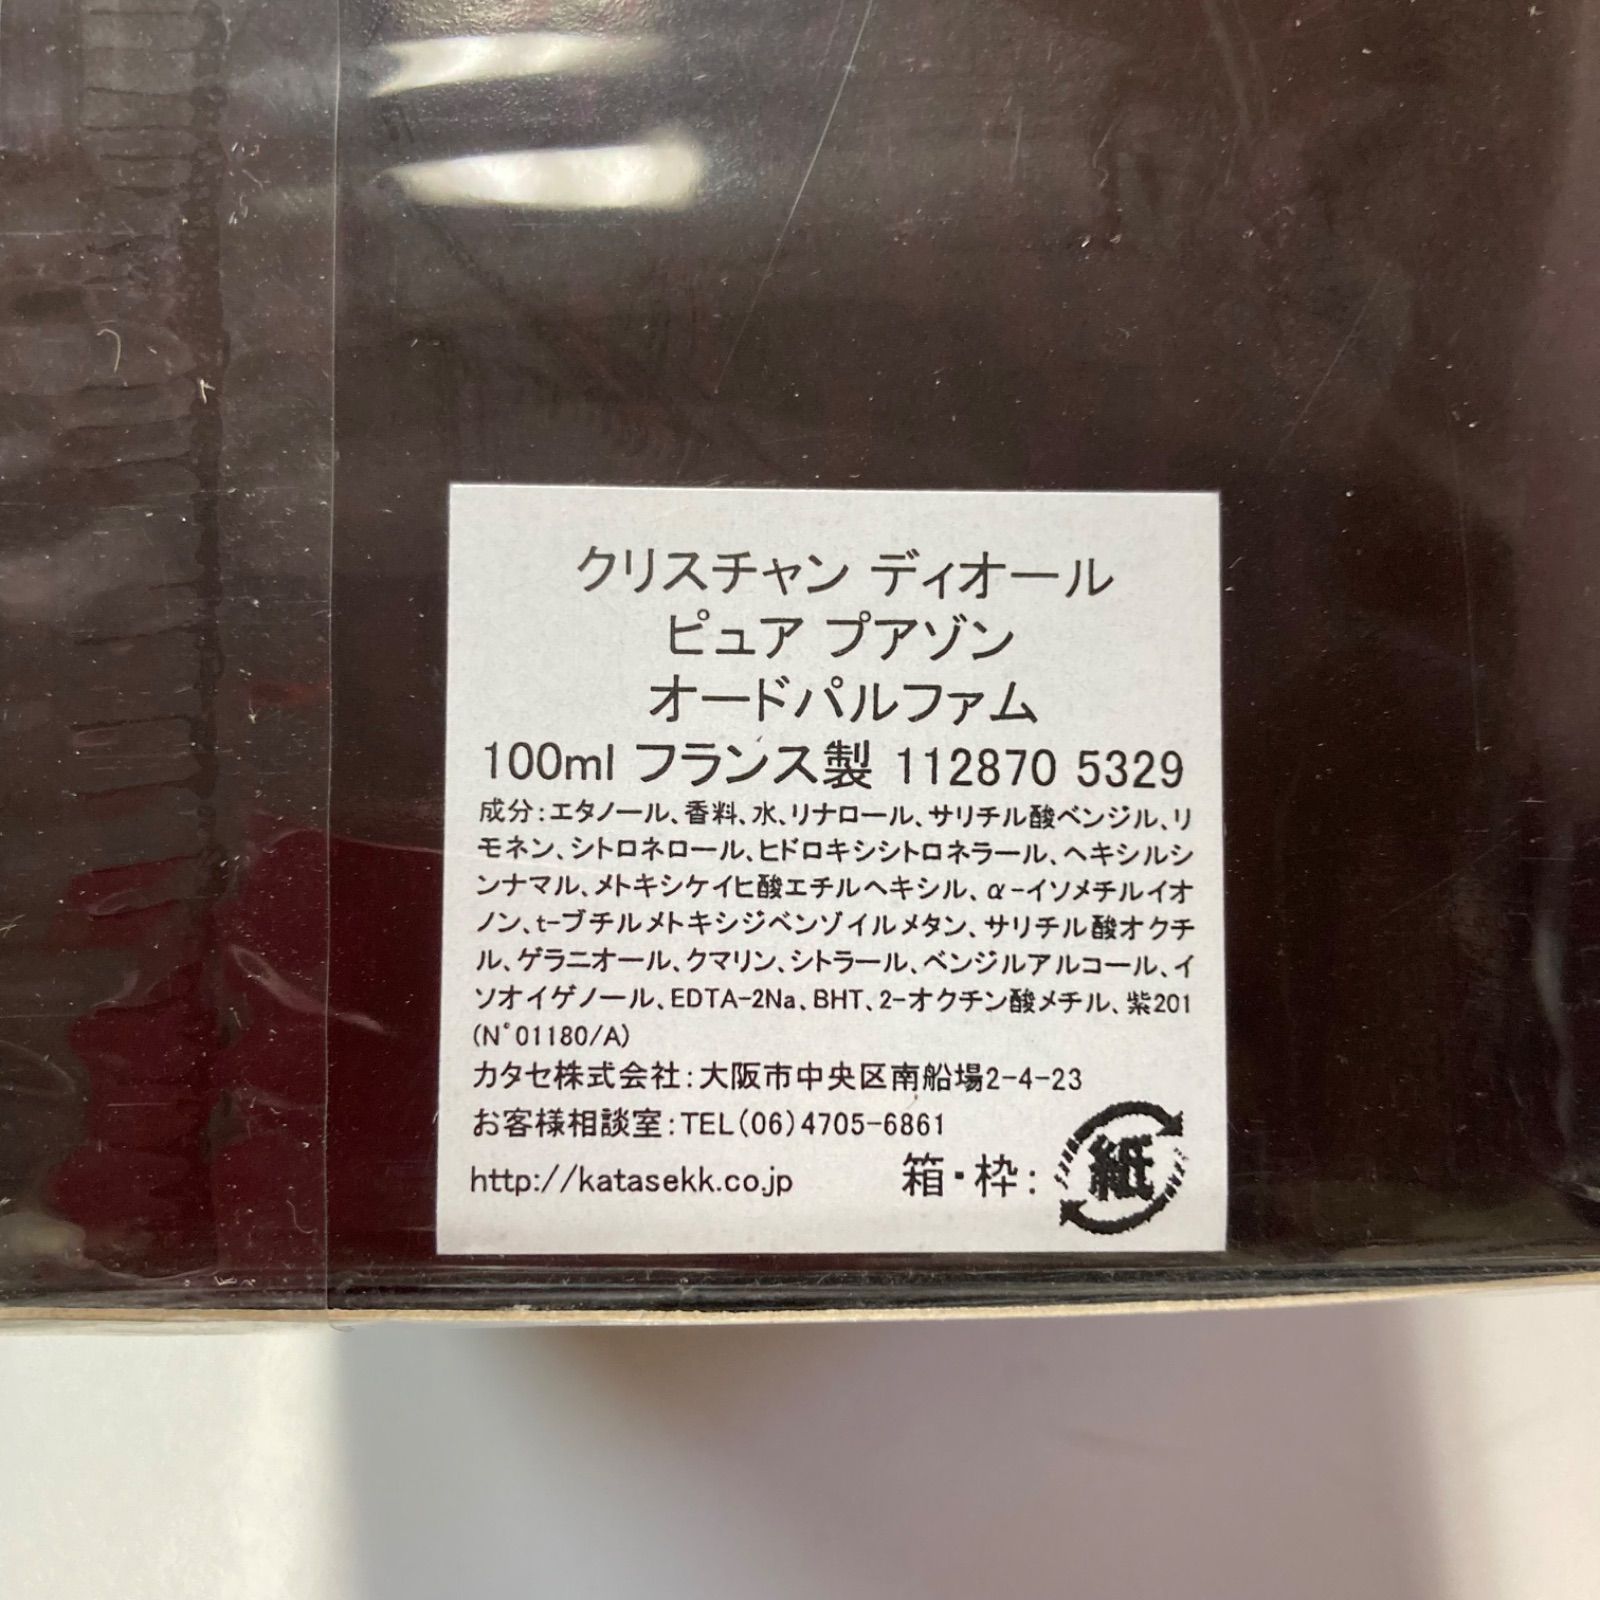 クリスチャン ディオール
ピュア プアゾン
オードパルファム
100ml フランス製 112870 5329
成分：エタノール、香料、水、リナロール、サリチル酸ベンジル、リ
モネン、シトロネロール、ヒドロキシシトロネラール、ヘキシルシ
ンナマル、メトキシケイヒ酸エチルヘキシル、α-イソメチルイオ
ノン、t-ブチルメトキシジベンゾイルメタン、サリチル酸オクチ
ル、ゲラニオール、クマリン、シトラール、ベンジルアルコール、イ
ソオイゲノール、EDTA-2Na、BHT、2-オクチン酸メチル、紫201
(N°01180/A)
カタセ株式会社：大阪市中央区南船場2-4-23
お客様相談室：TEL(06)4705-6861
http://katasekk.co.jp 箱・枠： 紙